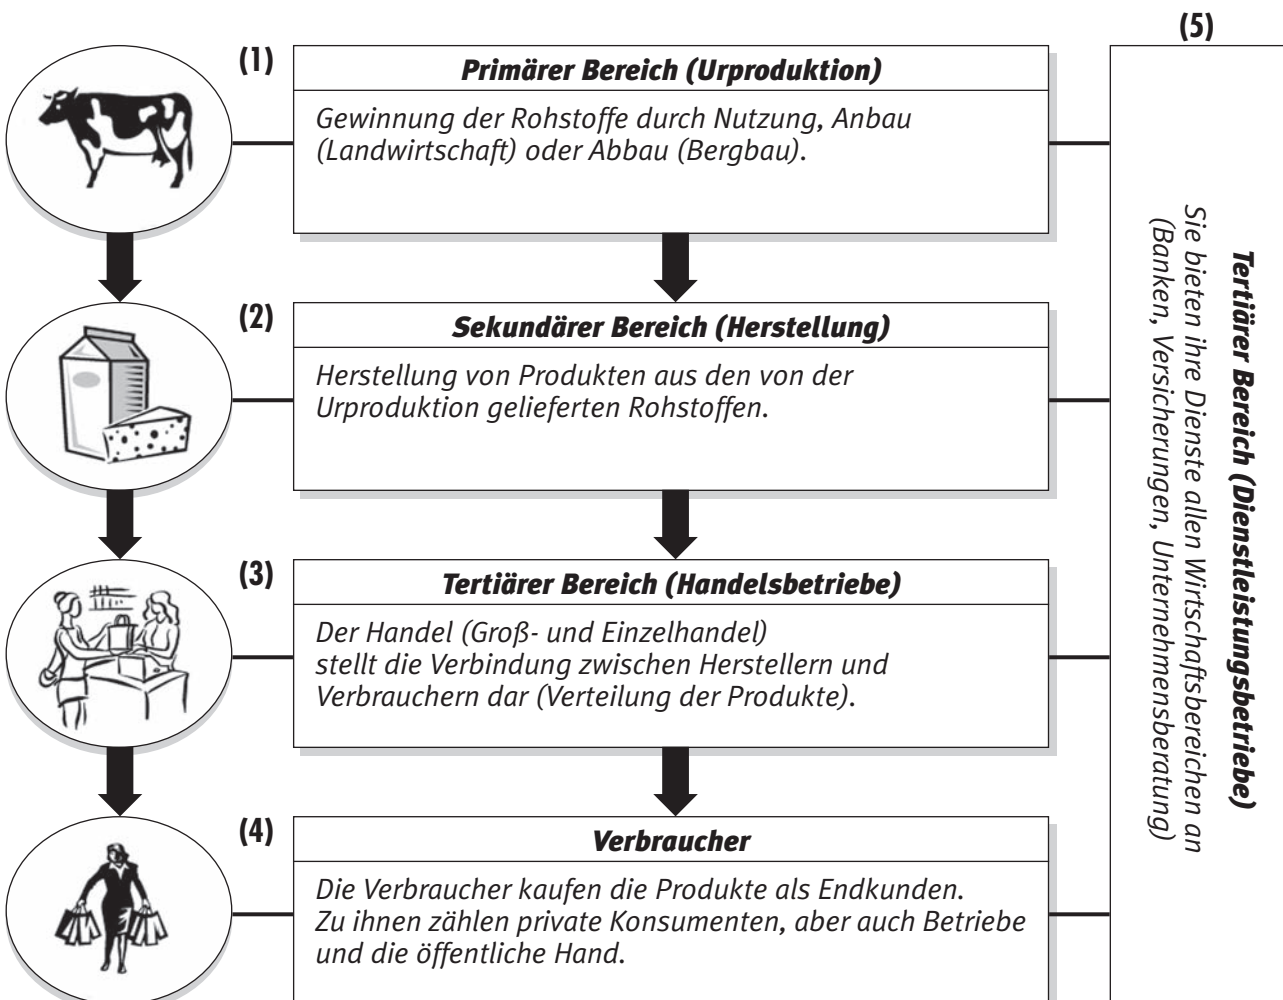 (5)
(1)
Primärer Bereich (Urproduktion)
Gewinnung der Rohstoffe durch Nutzung, Anbau
(Landwirtschaft) oder Abbau (Bergbau).
(2)
Sekundärer Bereich (Herstellung)
Herstellung von Produkten aus den von der
Urproduktion gelieferten Rohstoffen.
(3)
Tertiärer Bereich (Handelsbetriebe)
Der Handel (Groß- und Einzelhandel)
stellt die Verbindung zwischen Herstellern und
Verbrauchern dar (Verteilung der Produkte).
(4)
Verbraucher
Die Verbraucher kaufen die Produkte als Endkunden.
Zu ihnen zählen private Konsumenten, aber auch Betriebe
und die öffentliche Hand.
Tertiärer Bereich (Dienstleistungsbetriebe)
Sie bieten ihre Dienste allen Wirtschaftsbereichen an
(Banken, Versicherungen, Unternehmensberatung)